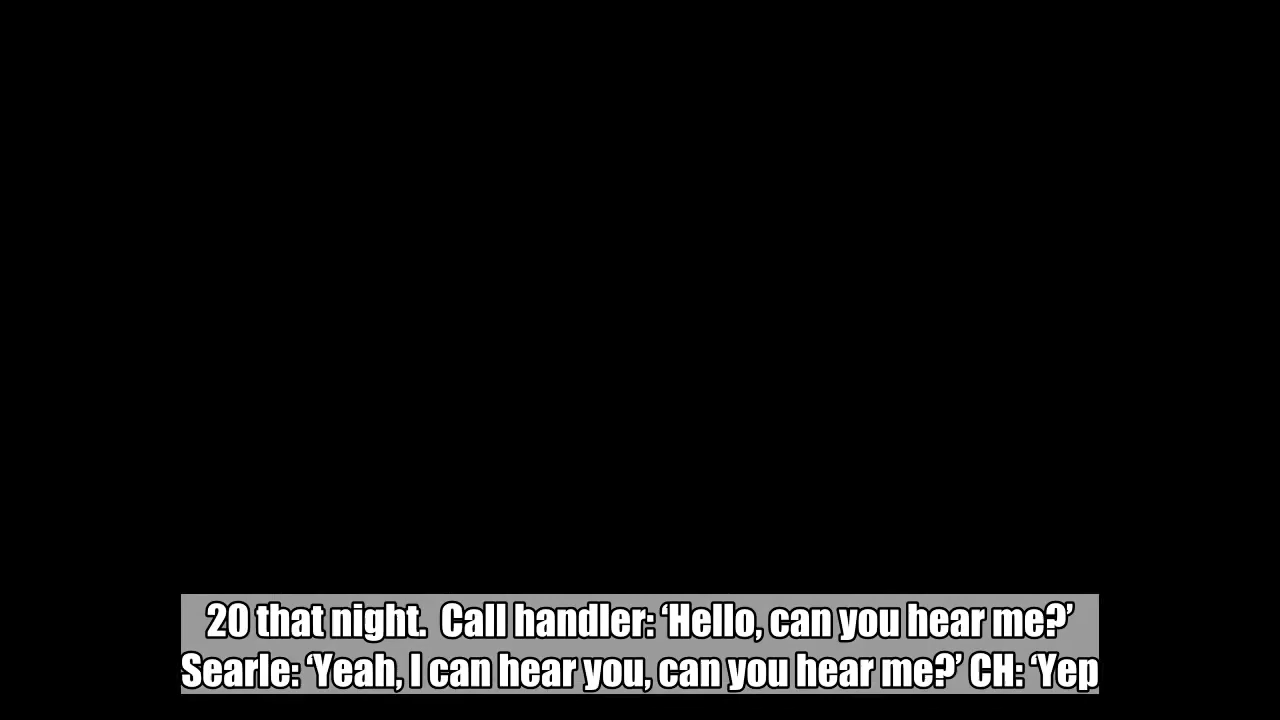 20 that night.  Call handler: ‘Hello, can you hear me?’
Searle: ‘Yeah, I can hear you, can you hear me?’ CH: ‘Yep